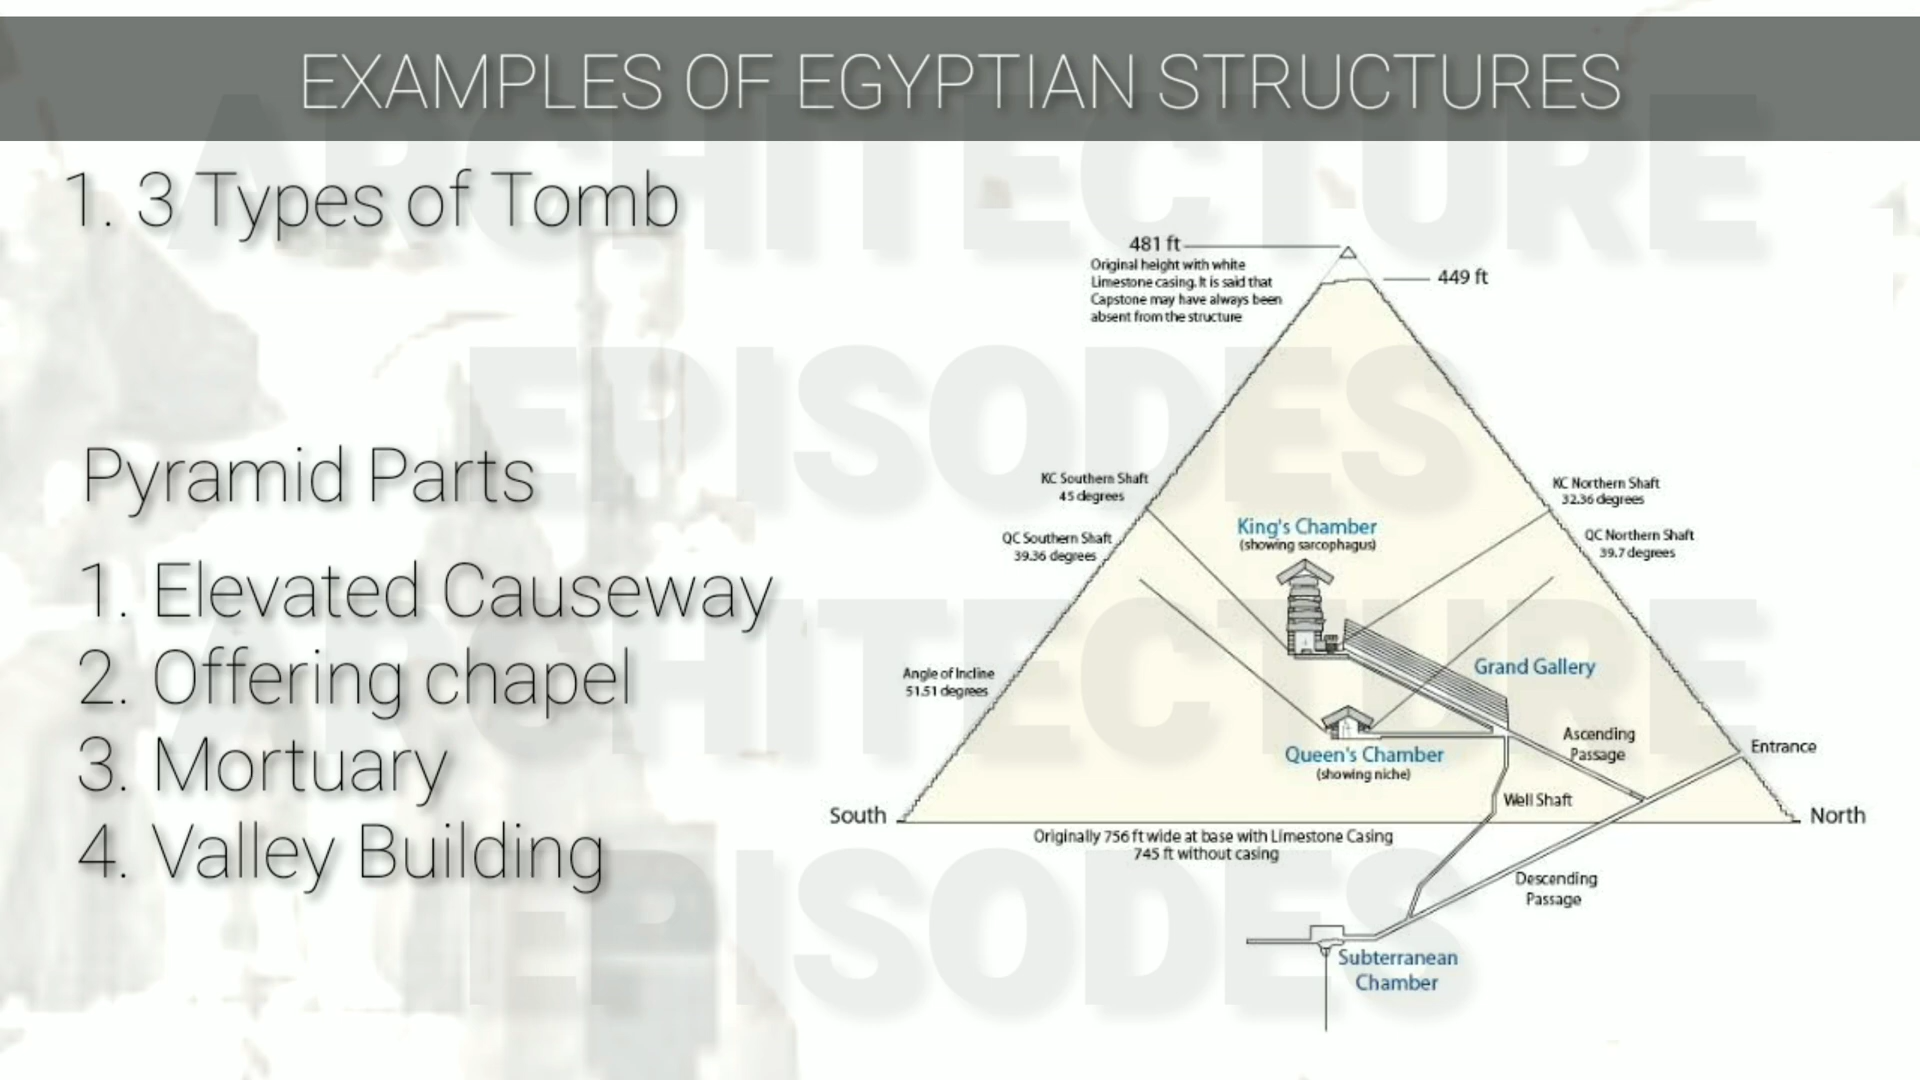 EXAMPLES OF EGYPTIAN STRUCTURES
1. 3 Types of Tomb
Pyramid Parts
1. Elevated Causeway
2. Offering chapel
3. Mortuary
4. Valley Building
481 ft
Original height with white
Limestone casing. It is said that
Capstone may have always been
absent from the structure
449 ft
KC Southern Shaft
45 degrees
KC Northern Shaft
32.36 degrees
QC Southern Shaft
39.36 degrees
QC Northern Shaft
39.7 degrees
King's Chamber
(showing sarcophagus)
Angle of Incline
51.51 degrees
Grand Gallery
Ascending
Passage
Entrance
Queen's Chamber
(showing niche)
Well Shaft
South
North
Originally 756 ft wide at base with Limestone Casing
745 ft without casing
Descending
Passage
Subterranean
Chamber
ARCHITECTURE
EPISODES
ARCHITECTURE
EPISODES